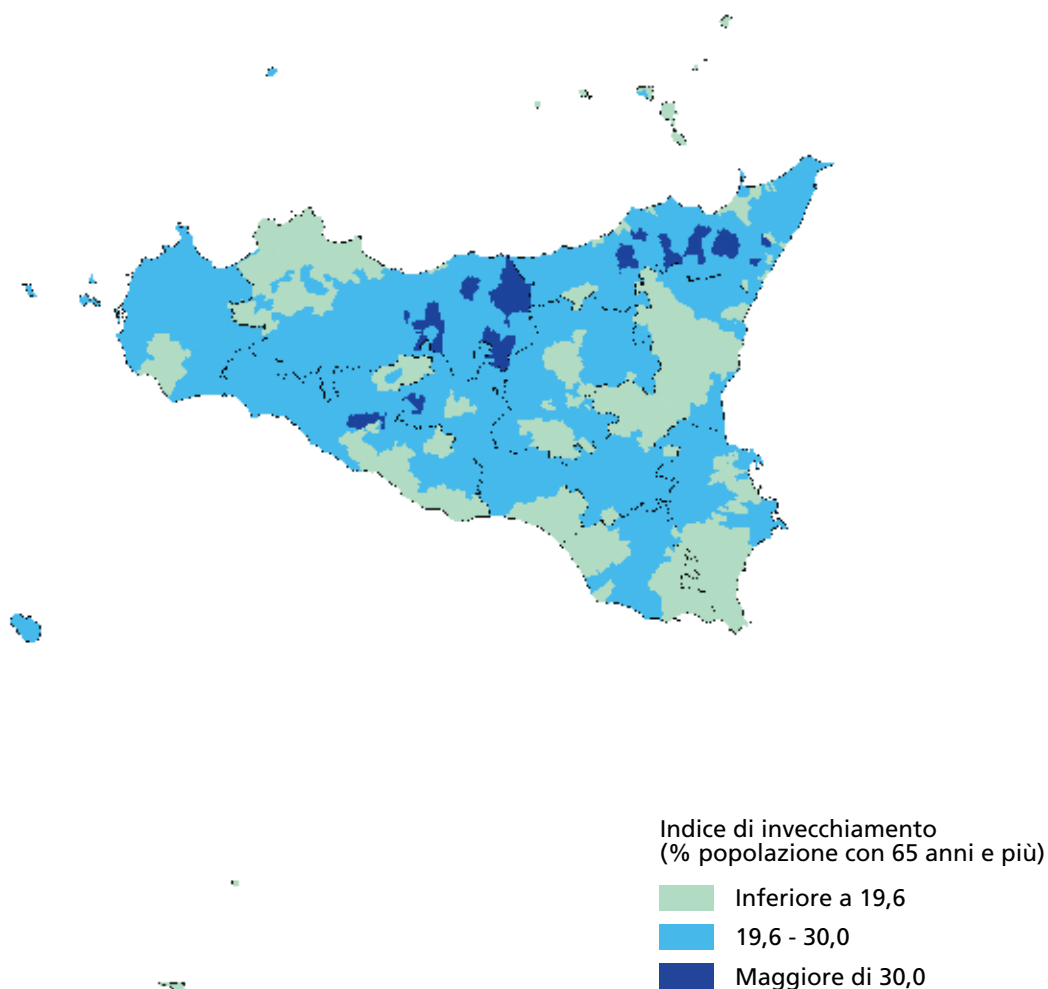 Indice di invecchiamento
(% popolazione con 65 anni e più)
Inferiore a 19,6
19,6 - 30,0
Maggiore di 30,0